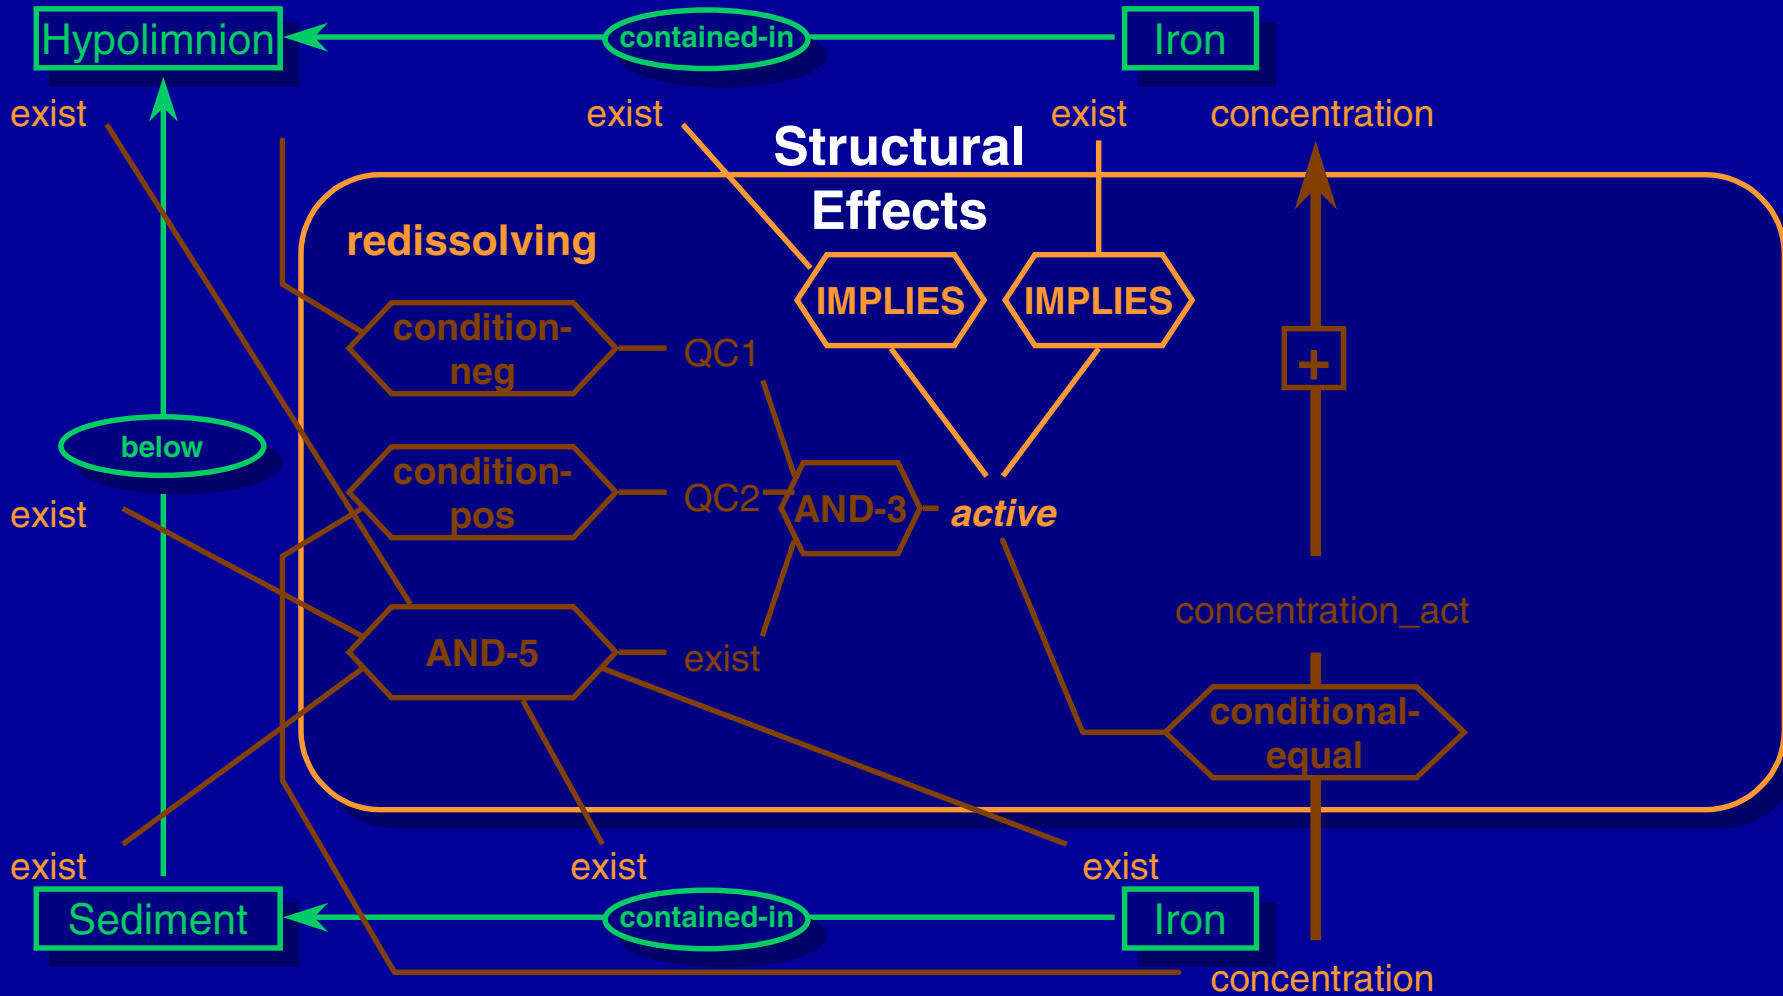 Hypolimnion
contained-in
Iron
exist
exist
exist
concentration
Structural
Effects
redissolving
IMPLIES
IMPLIES
condition-
neg
QC1
+
below
condition-
pos
QC2
AND-3
active
exist
concentration_act
AND-5
exist
conditional-
equal
exist
exist
exist
Sediment
contained-in
Iron
concentration